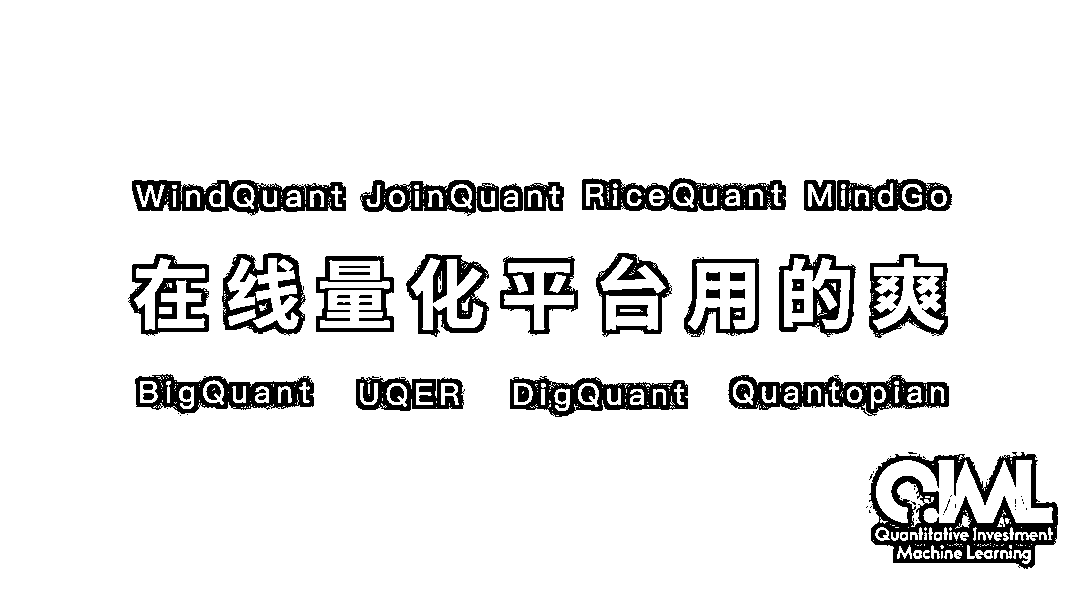 WindQuant JoinQuant RiceQuant MindGo
在线量化平台用的爽
BigQuant UQER DigQuant Quantopian
QIML
Quantitative Investment
Machine Learning